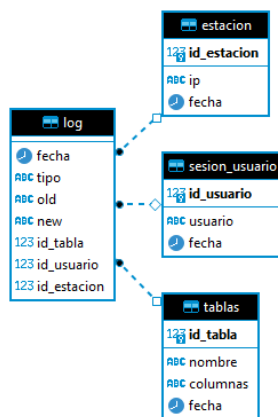 estacion
123 id_estacion
ABC ip
fecha
log
fecha
ABC tipo
ABC old
ABC new
123 id_tabla
123 id_usuario
123 id_estacion
sesion_usuario
123 id_usuario
ABC usuario
fecha
tablas
123 id_tabla
ABC nombre
ABC columnas
fecha